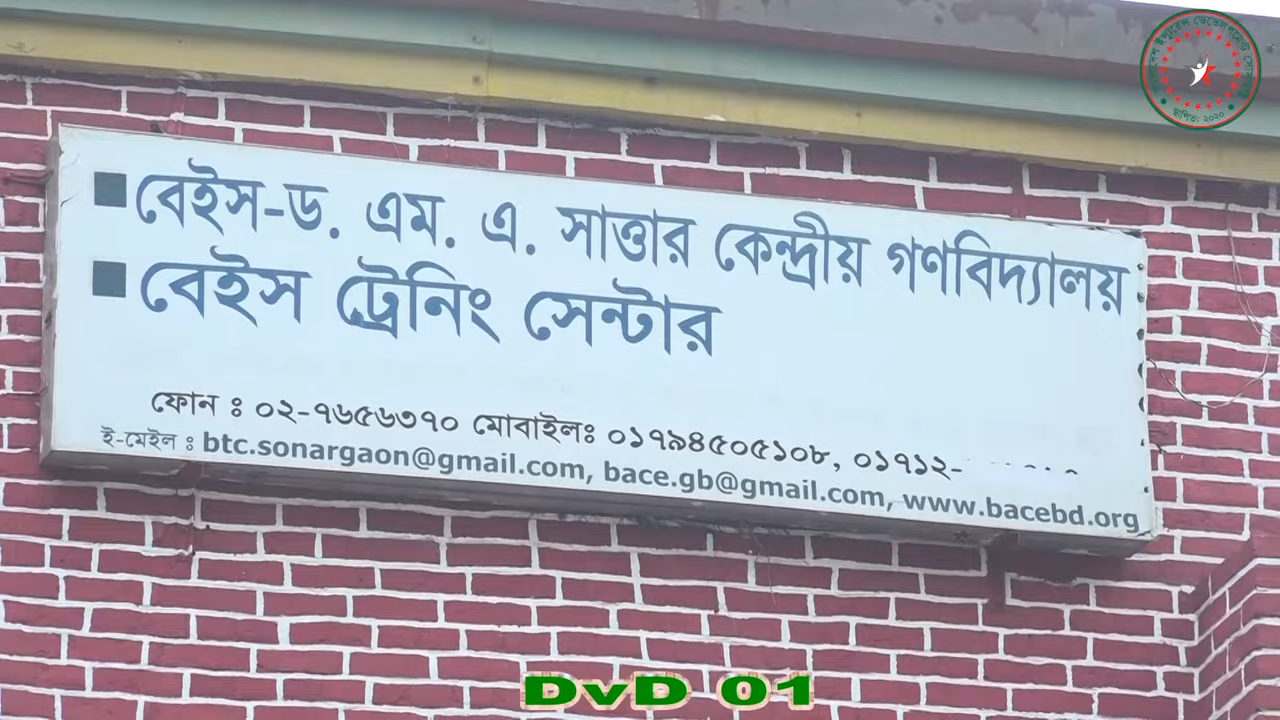 বেইস-ড. এম. এ. সাত্তার কেন্দ্রীয় গণবিদ্যালয়
বেইস ট্রেনিং সেন্টার
ফোন ঃ ০২-৭৬৫৬৩৭০ মোবাইলঃ ০১৭৯৪৫০৫১০৮, ০১৭১২-
ই-মেইল ঃ btc.sonargaon@gmail.com, bace.gb@gmail.com, www.bacebd.org
স্থাপিত: ২০২০
DvD 01